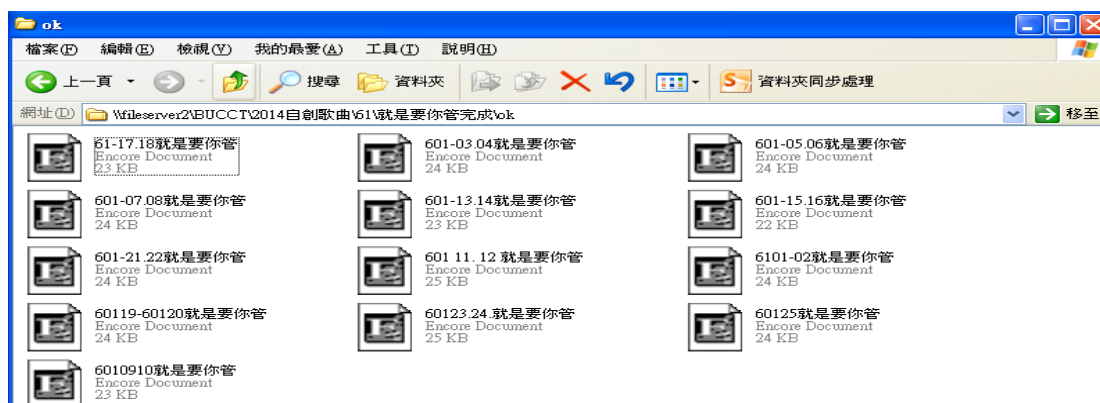 ok
檔案(F) 編輯(E) 檢視(V) 我的最愛(A) 工具(T) 說明(H)
上一頁 搜尋 資料夾 資料夾同步處理
網址(D) \\fileserver2\BUCCT\2014自創歌曲\61\就是要你管完成\ok 移至
61-17.18就是要你管
Encore Document
23 KB
601-03.04就是要你管
Encore Document
24 KB
601-05.06就是要你管
Encore Document
24 KB
601-07.08就是要你管
Encore Document
24 KB
601-13.14就是要你管
Encore Document
23 KB
601-15.16就是要你管
Encore Document
22 KB
601-21.22就是要你管
Encore Document
24 KB
601 11. 12 就是要你管
Encore Document
25 KB
6101-02就是要你管
Encore Document
24 KB
60119-60120就是要你管
Encore Document
24 KB
60123.24.就是要你管
Encore Document
25 KB
60125就是要你管
Encore Document
24 KB
6010910就是要你管
Encore Document
23 KB